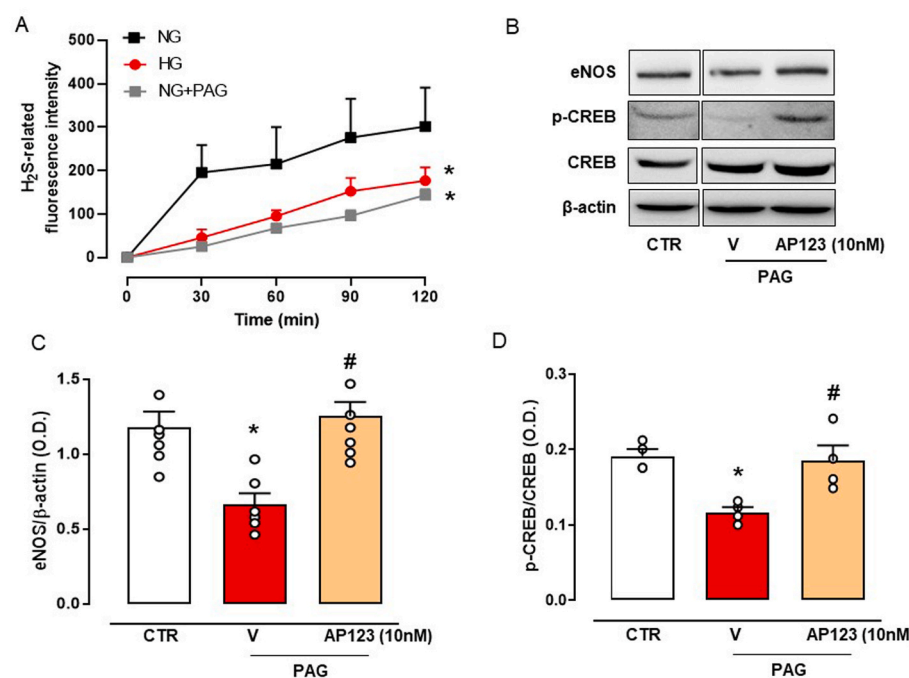 A
NG
HG
NG+PAG
500
400
300
200
100
0
H₂S-related
fluorescence intensity
*
*
0 30 60 90 120
Time (min)
B
eNOS
p-CREB
CREB
β-actin
CTR V AP123 (10nM)
PAG
C
1.5
1.0
0.5
0.0
eNOS/β-actin (O.D.)
*
#
CTR V AP123 (10nM)
PAG
D
0.3
0.2
0.1
0.0
p-CREB/CREB (O.D.)
*
#
CTR V AP123 (10nM
PAG